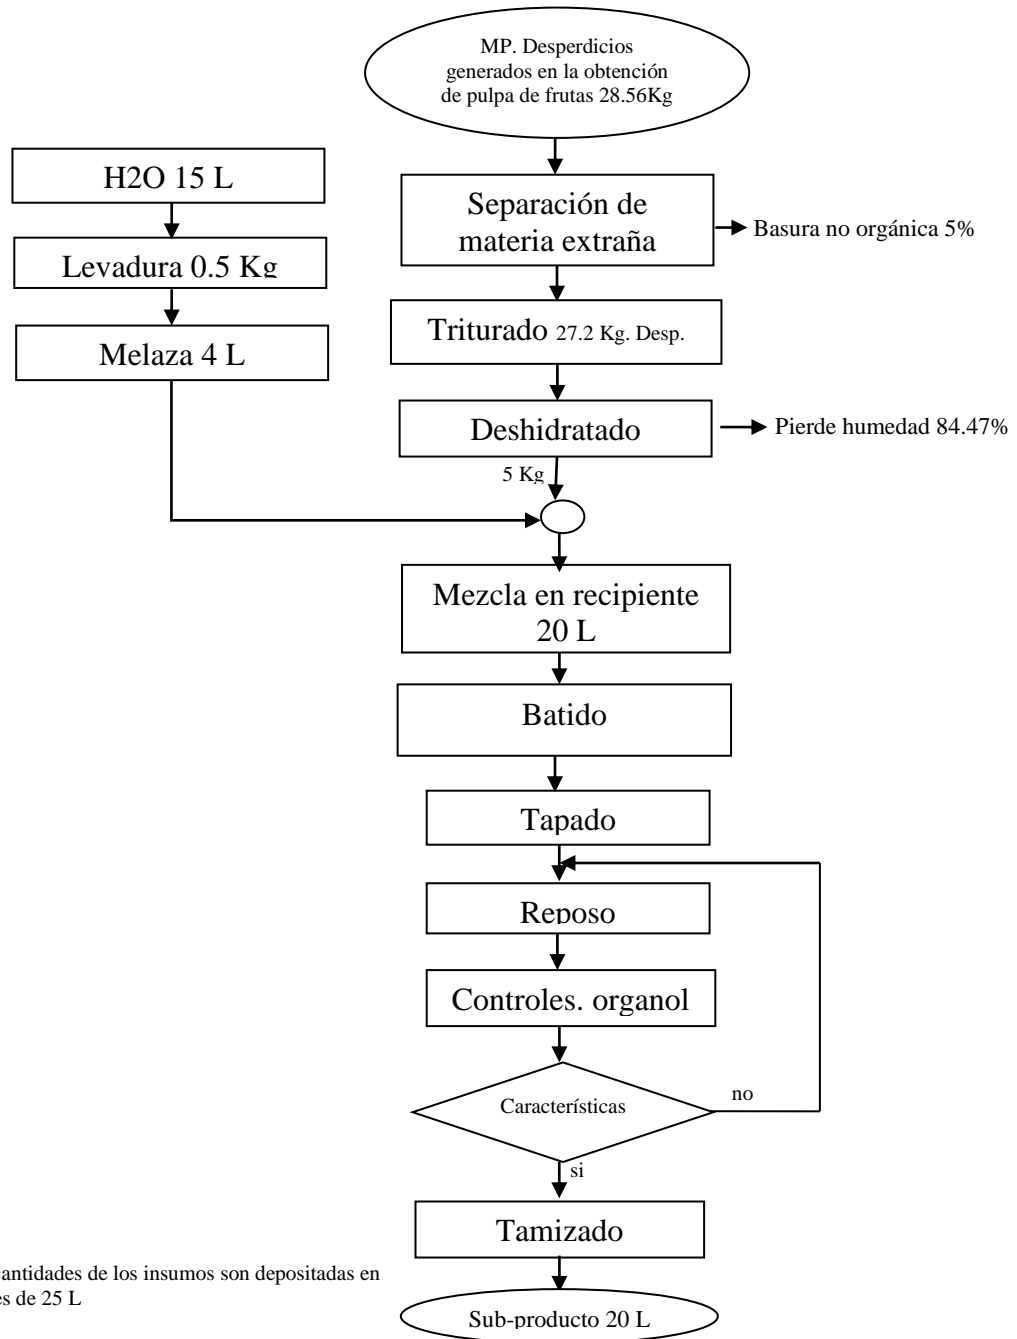 MP. Desperdicios
generados en la obtención
de pulpa de frutas 28.56Kg
H2O 15 L
Levadura 0.5 Kg
Melaza 4 L
Separación de
materia extraña
Basura no orgánica 5%
Triturado 27.2 Kg. Desp.
Deshidratado
Pierde humedad 84.47%
5 Kg
Mezcla en recipiente
20 L
Batido
Tapado
Reposo
Controles. organol
Características
no
si
Tamizado
cantidades de los insumos son depositadas en
es de 25 L
Sub-producto 20 L